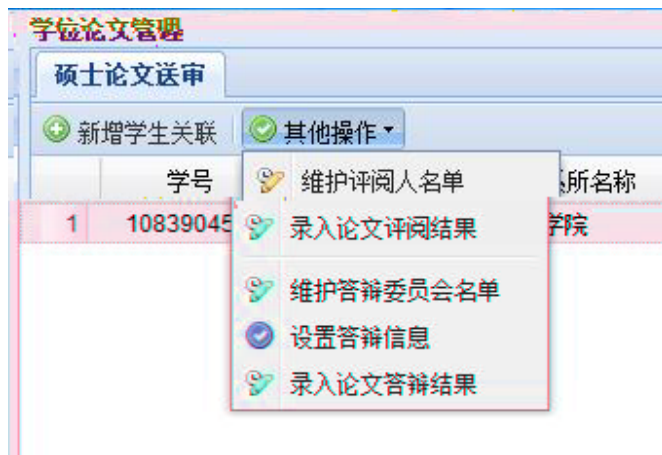 学位论文管理
硕士论文送审
新增学生关联 其他操作
学号 所名称
维护评阅人名单
1 10839045 学院
录入论文评阅结果
维护答辩委员会名单
设置答辩信息
录入论文答辩结果